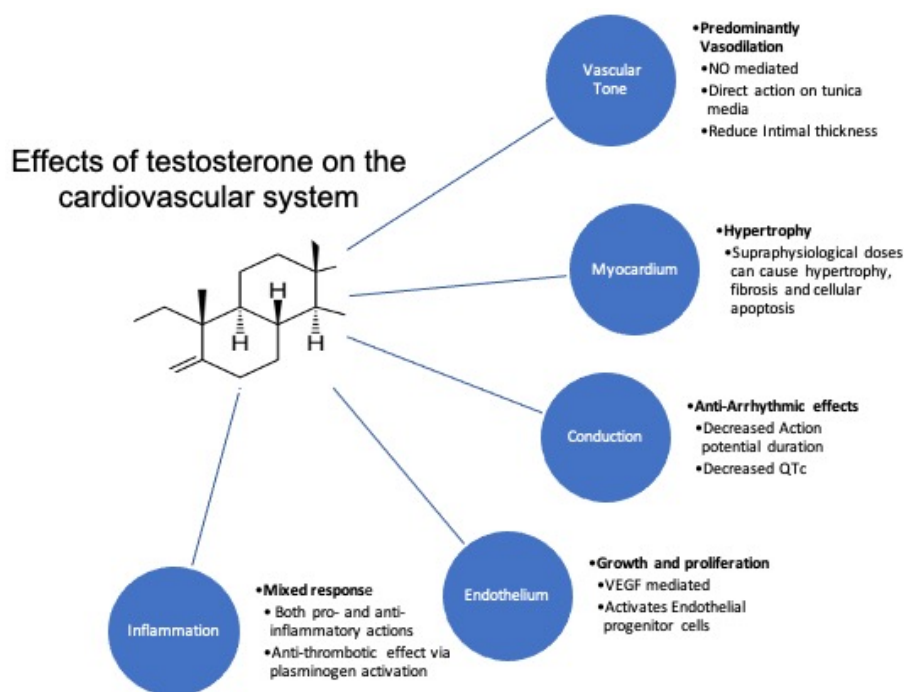 Effects of testosterone on the
cardiovascular system
H
H
H
Vascular
Tone
•Predominantly
Vasodilation
•NO mediated
•Direct action on tunica
media
•Reduce Intimal thickness
Myocardium
•Hypertrophy
•Supraphysiological doses
can cause hypertrophy,
fibrosis and cellular
apoptosis
Conduction
•Anti-Arrhythmic effects
•Decreased Action
potential duration
•Decreased QTc
Endothelium
•Growth and proliferation
•VEGF mediated
•Activates Endothelial
progenitor cells
Inflammation
•Mixed response
• Both pro- and anti-
inflammatory actions
•Anti-thrombotic effect via
plasminogen activation